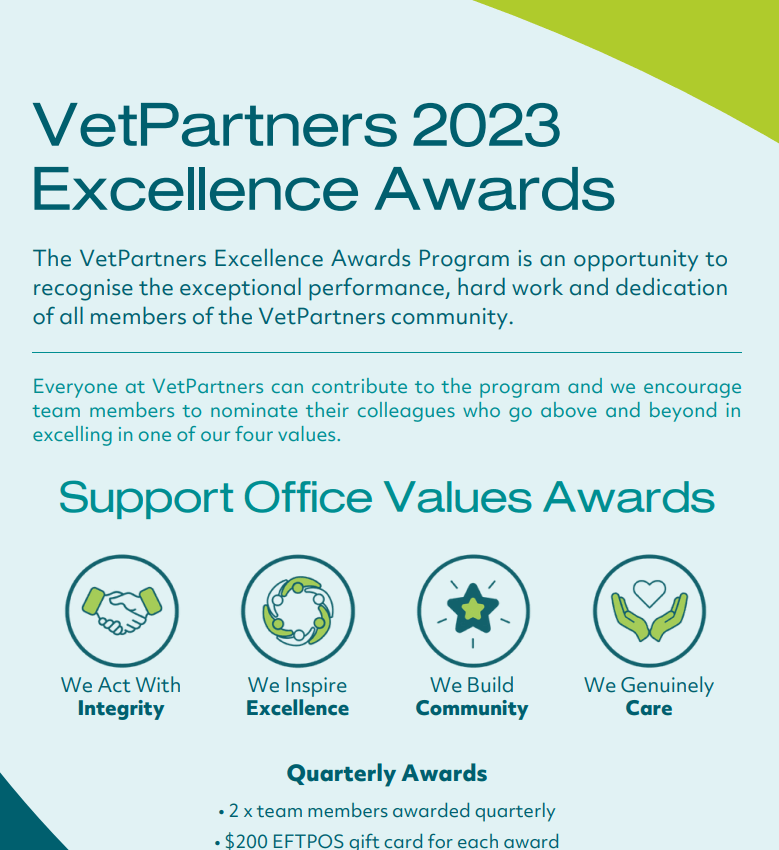 VetPartners 2023
Excellence Awards
The VetPartners Excellence Awards Program is an opportunity to
recognise the exceptional performance, hard work and dedication
of all members of the VetPartners community.
Everyone at VetPartners can contribute to the program and we encourage
team members to nominate their colleagues who go above and beyond in
excelling in one of our four values.
Support Office Values Awards
We Act With
Integrity
We Inspire
Excellence
We Build
Community
We Genuinely
Care
Quarterly Awards
• 2 x team members awarded quarterly
• $200 EFTPOS gift card for each award